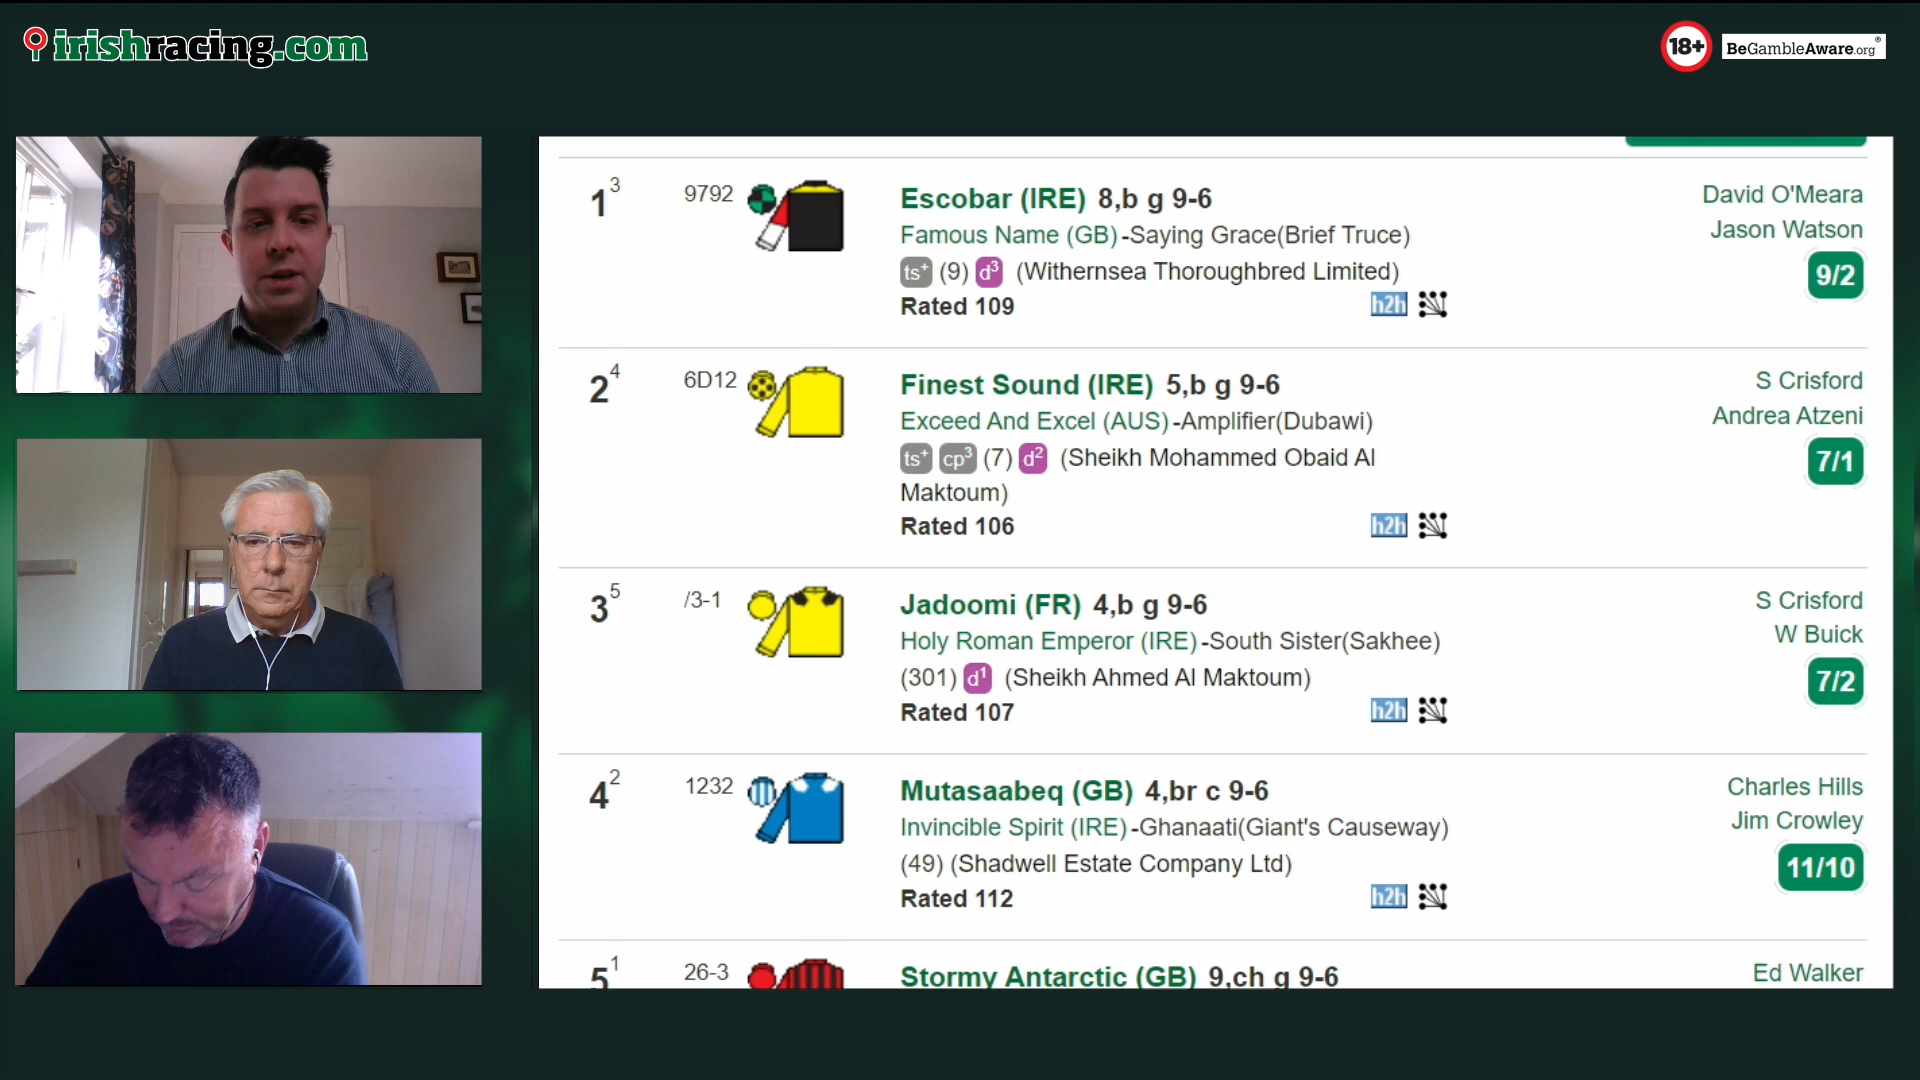 irishracing.com
18+ BeGambleAware.org®
1 3 9792 Escobar (IRE) 8,b g 9-6 David O'Meara
Famous Name (GB)-Saying Grace(Brief Truce) Jason Watson
ts+ (9) d3 (Withernsea Thoroughbred Limited) 9/2
Rated 109 h2h
2 4 6D12 Finest Sound (IRE) 5,b g 9-6 S Crisford
Exceed And Excel (AUS)-Amplifier(Dubawi) Andrea Atzeni
ts+ cp3 (7) d2 (Sheikh Mohammed Obaid Al 7/1
Maktoum)
Rated 106 h2h
3 5 /3-1 Jadoomi (FR) 4,b g 9-6 S Crisford
Holy Roman Emperor (IRE)-South Sister(Sakhee) W Buick
(301) d1 (Sheikh Ahmed Al Maktoum) 7/2
Rated 107 h2h
4 2 1232 Mutasaabeq (GB) 4,br c 9-6 Charles Hills
Invincible Spirit (IRE)-Ghanaati(Giant's Causeway) Jim Crowley
(49) (Shadwell Estate Company Ltd) 11/10
Rated 112 h2h
5 1 26-3 Stormy Antarctic (GB) 9,ch g 9-6 Ed Walker